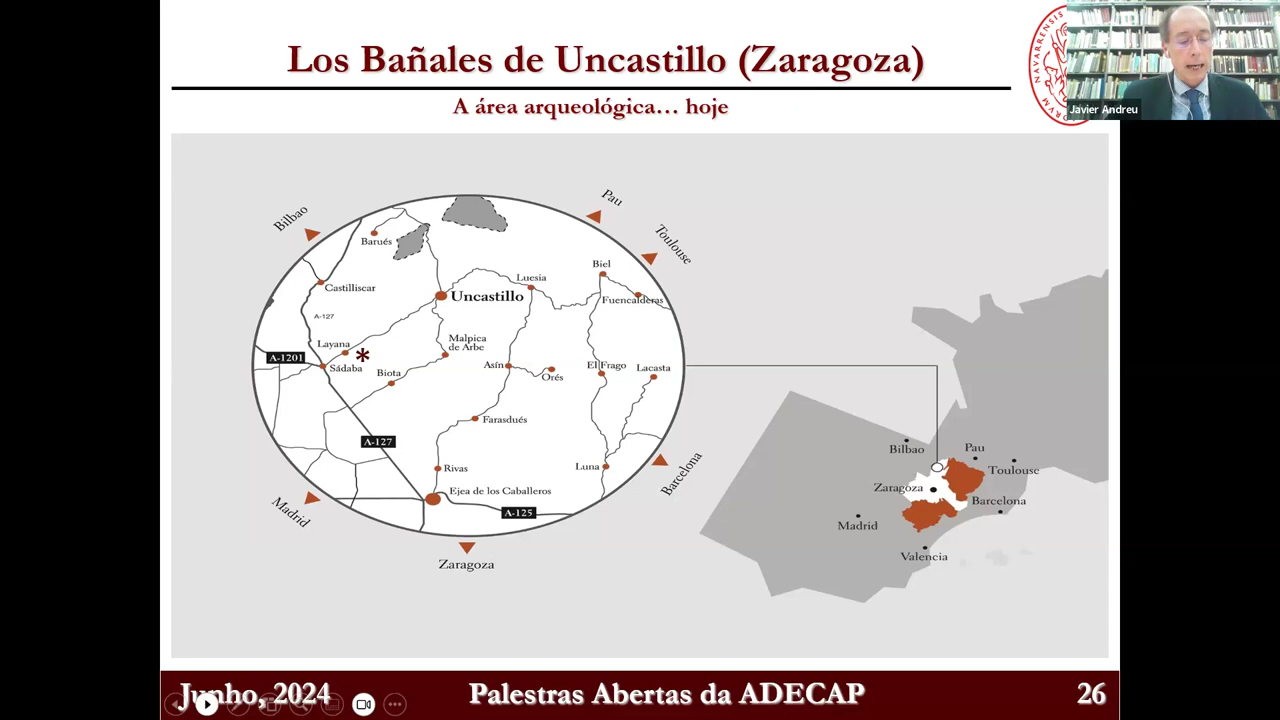 Los Bañales de Uncastillo (Zaragoza)
A área arqueológica... hoje
NAVARRENSIS
Javier Andreu
Bilbao
Pau
Toulouse
Barués
Castilliscar
A-127
Uncastillo
Luesia
Biel
Fuencalderas
Layana
*
Malpica
de Arbe
A-1201
Sádaba
Biota
Asín
Orés
El Frago
Lacasta
Farasdués
A-127
Rivas
Luna
Ejea de los Caballeros
A-125
Madrid
Barcelona
Zaragoza
Bilbao
Pau
Toulouse
Zaragoza
Barcelona
Madrid
Valencia
Junho, 2024
Palestras Abertas da ADECAP
26